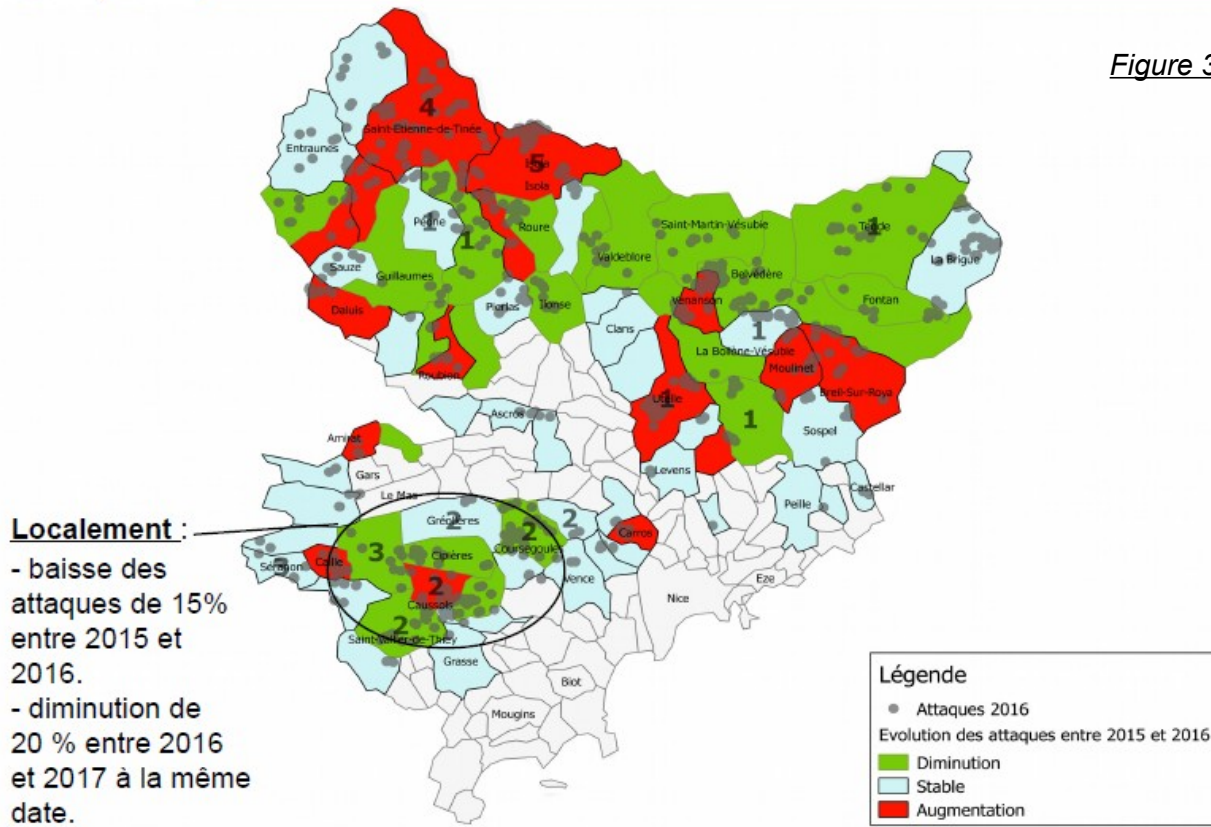 Figure 3
4
Saint-Etienne-de-Tinée
Entraunes
5
Isola
Isola
1
Péone
1
Roure
Saint-Martin-Vésubie
1
Tende
La Brigue
Valdeblore
Belvédère
Sauze
Guillaumes
Pierlas
Ilonse
Venanson
Fontan
Daluis
Clans
1
La Bollène-Vésubie
Moulinet
Roubion
Breil-Sur-Roya
1
Utelle
1
Ascros
Sospel
Amirat
Gars
Levens
Castellar
Le Mas
Peille
Localement :
- baisse des
attaques de 15%
entre 2015 et
2016.
- diminution de
20 % entre 2016
et 2017 à la même
date.
2
Gréolières
2
2
Carros
3
Cipières
Coursegoules
Séranon
Caille
Vence
2
Caussols
Eze
Nice
2
Saint-Vallier-de-Thiey
Grasse
Biot
Mougins
Légende
Attaques 2016
Evolution des attaques entre 2015 et 2016
Diminution
Stable
Augmentation